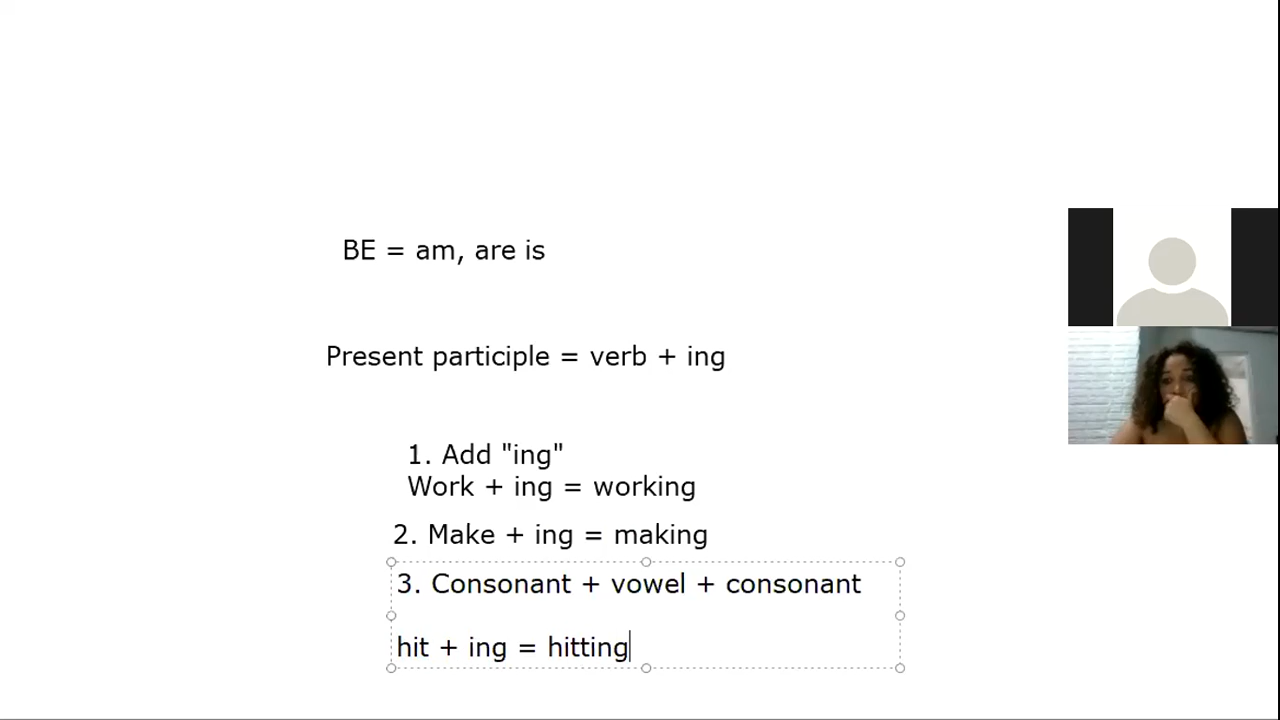 BE = am, are is
Present participle = verb + ing
1. Add "ing"
Work + ing = working
2. Make + ing = making
3. Consonant + vowel + consonant
hit + ing = hitting